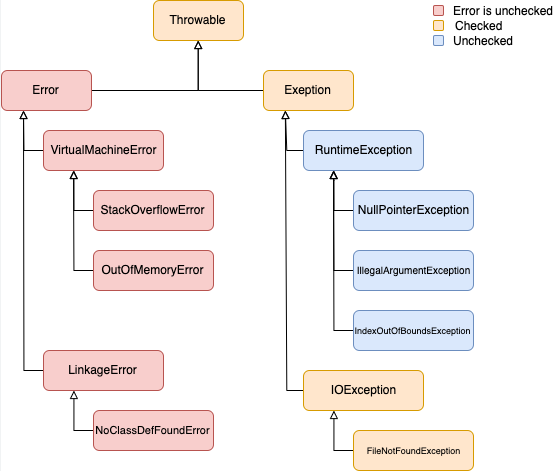 Throwable
Error is unchecked
Checked
Unchecked
Error
Exeption
VirtualMachineError
RuntimeException
StackOverflowError
NullPointerException
OutOfMemoryError
IllegalArgumentException
IndexOutOfBoundsException
LinkageError
IOException
NoClassDefFoundError
FileNotFoundException